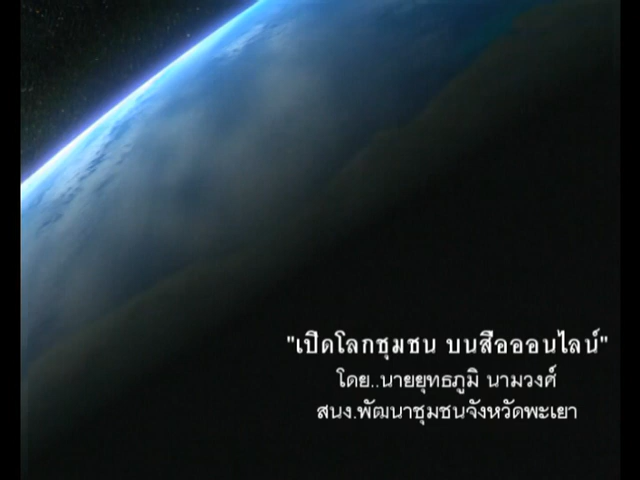 "เปิดโลกชุมชน บนสือออนไลน์"
โดย..นายยุทธภูมิ นามวงศ์
สนง.พัฒนาชุมชนจังหวัดพะเยา